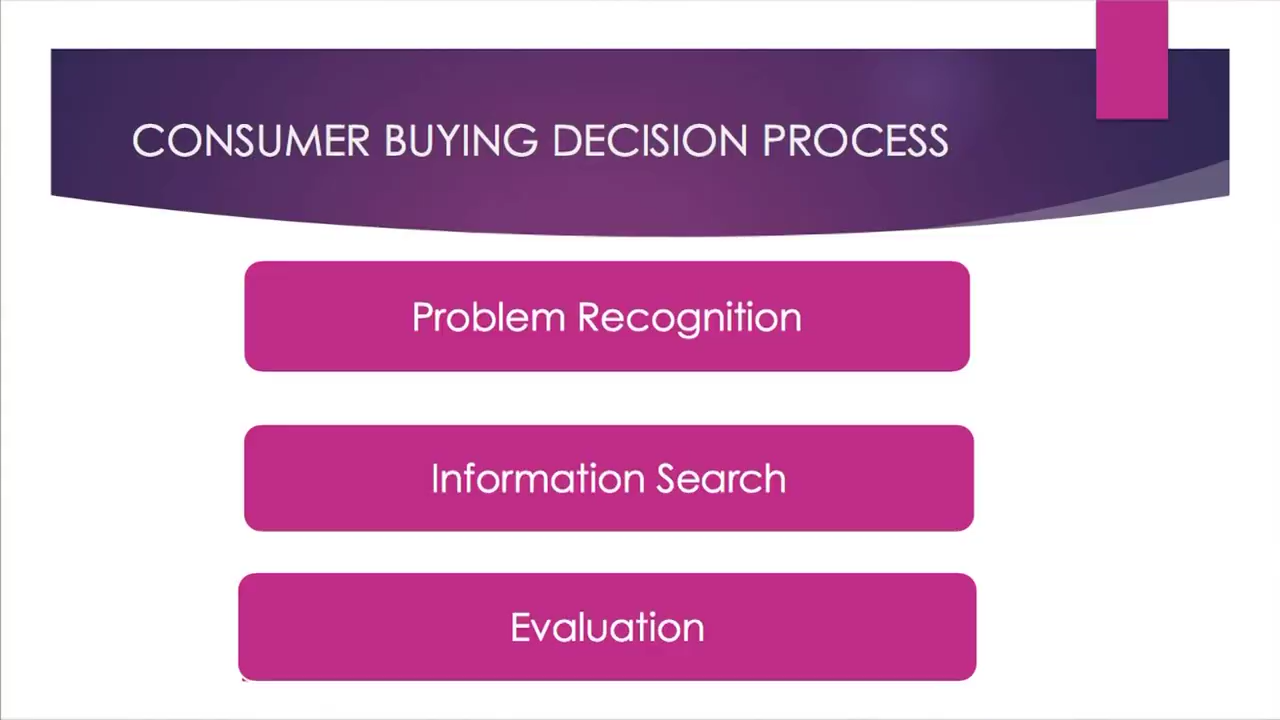 CONSUMER BUYING DECISION PROCESS
Problem Recognition
Information Search
Evaluation